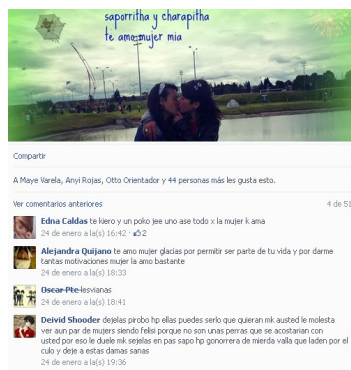 saporritha y charapitha
te amo mujer mia
Compartir
A Maye Varela, Anyi Rojas, Otto Orientador y 44 personas más les gusta esto.
Ver comentarios anteriores 4 de 51
Edna Caldas te kiero y un poko jee uno ase todo x la mujer k ama
24 de enero a la(s) 16:42 · 2
Alejandra Quijano te amo mujer glacias por permitir ser parte de tu vida y por darme
tantas motivaciones mujer la amo bastante
24 de enero a la(s) 18:33
Oscar Pte lesvianas
24 de enero a la(s) 18:41
Deivid Shooder dejelas pirobo hp ellas puedes serlo que quieran mk austed le molesta
ver aun par de mujers siendo felisi porque no son unas perras que se acostarian con
usted por eso le duele mk sejelas en pas sapo hp gonorrera de mierda valla que laden por el
culo y deje a estas damas sanas
24 de enero a la(s) 19:36